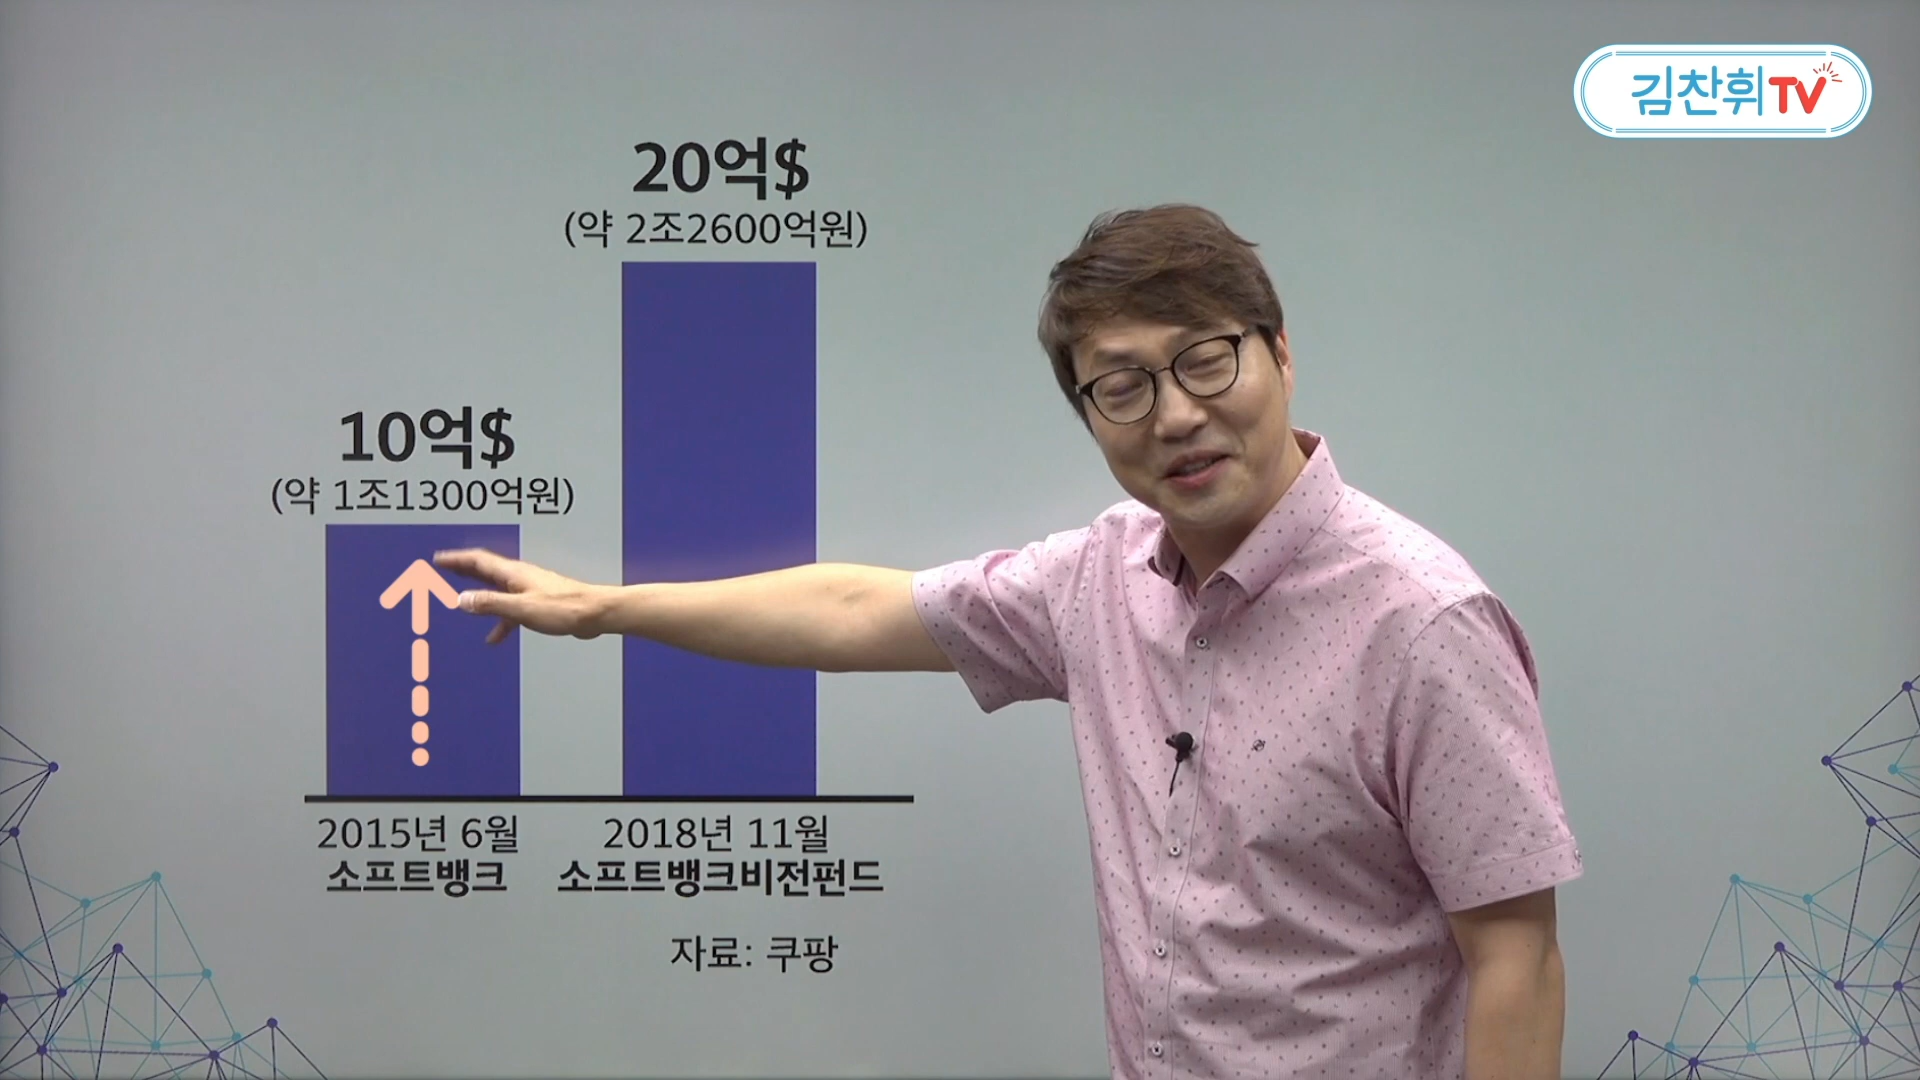 김찬휘TV
20억$
(약 2조2600억원)
10억$
(약 1조1300억원)
2015년 6월
소프트뱅크
2018년 11월
소프트뱅크비전펀드
자료: 쿠팡